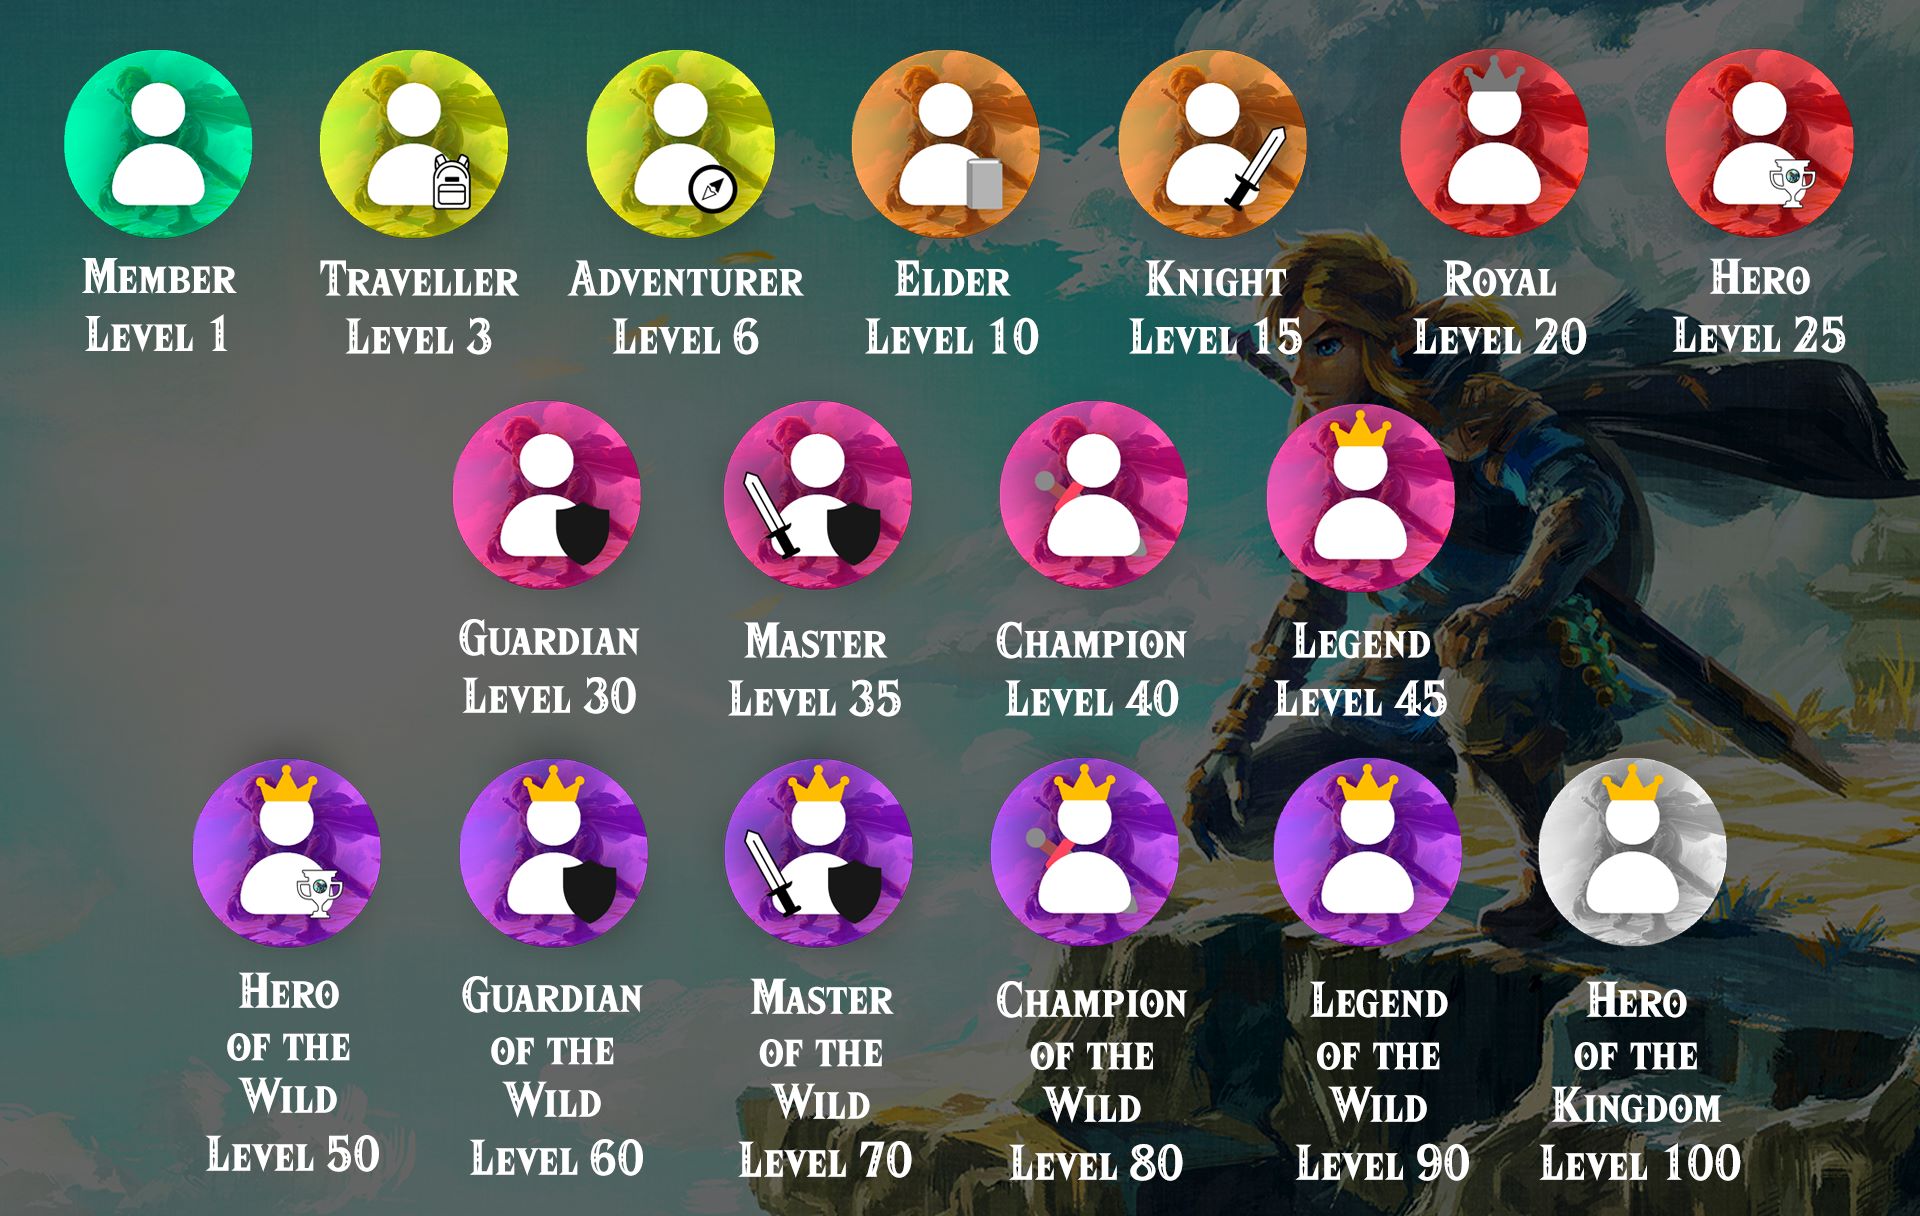 Member
Level 1
Traveller
Level 3
Adventurer
Level 6
Elder
Level 10
Knight
Level 15
Royal
Level 20
Hero
Level 25
Guardian
Level 30
Master
Level 35
Champion
Level 40
Legend
Level 45
Hero
of the
Wild
Level 50
Guardian
of the
Wild
Level 60
Master
of the
Wild
Level 70
Champion
of the
Wild
Level 80
Legend
of the
Wild
Level 90
Hero
of the
Kingdom
Level 100